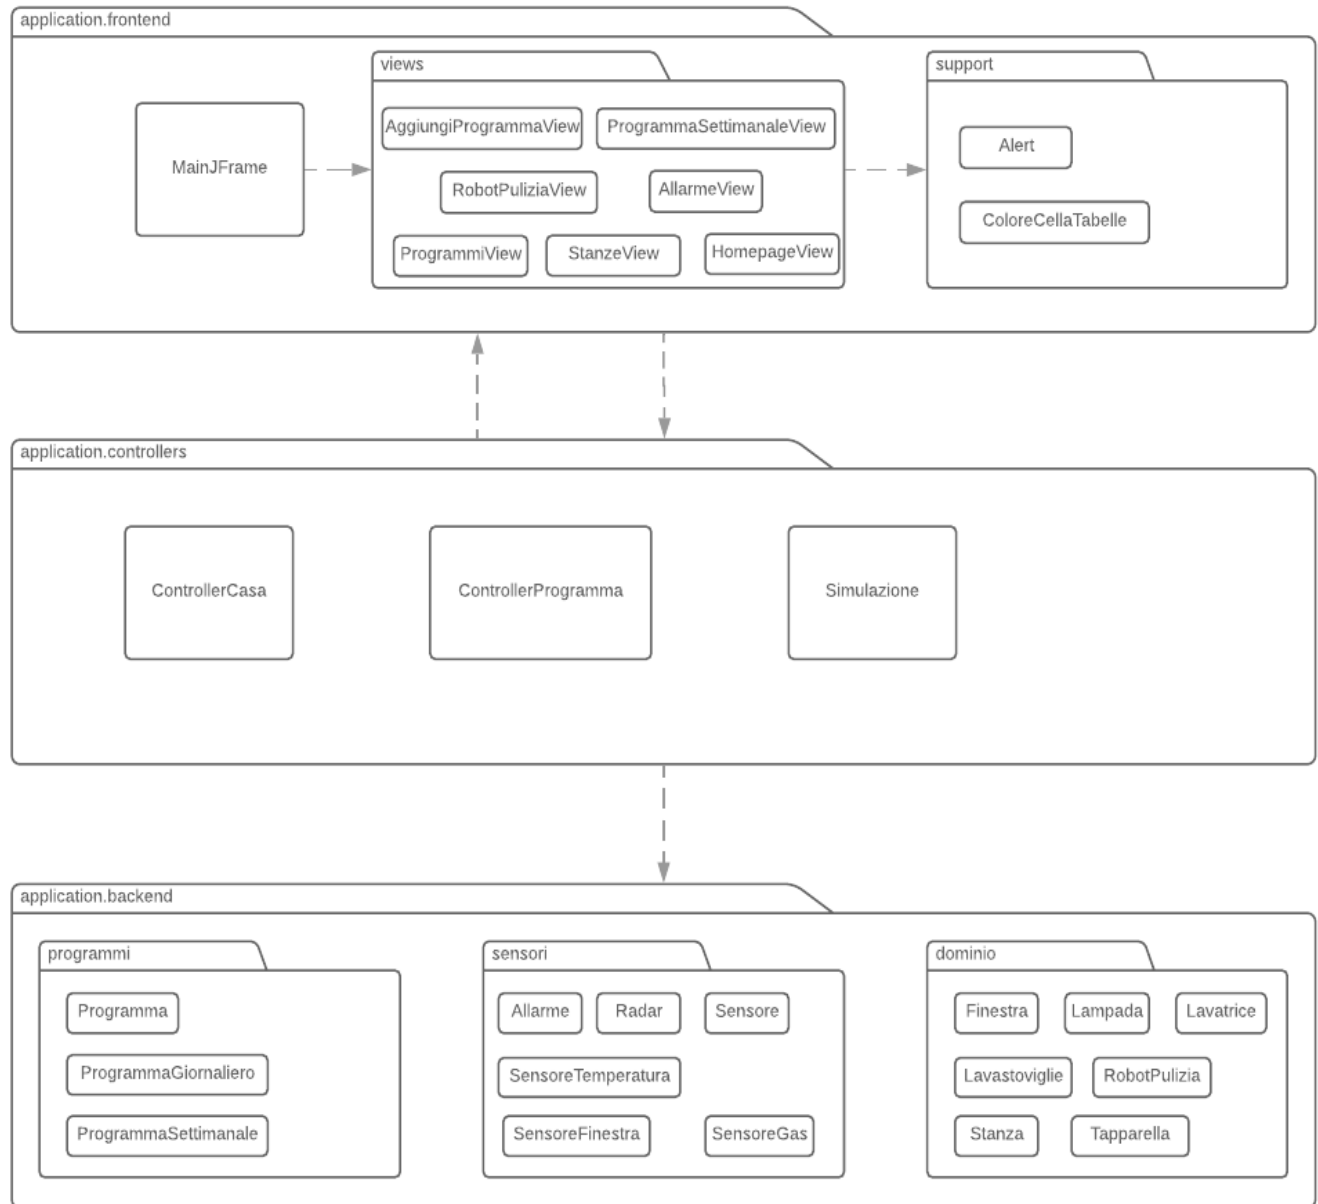 application.frontend
views
support
MainJFrame
AggiungiProgrammaView
ProgrammaSettimanaleView
RobotPuliziaView
AllarmeView
ProgrammiView
StanzeView
HomepageView
Alert
ColoreCellaTabelle
application.controllers
ControllerCasa
ControllerProgramma
Simulazione
application.backend
programmi
Programma
ProgrammaGiornaliero
ProgrammaSettimanale
sensori
Allarme
Radar
Sensore
SensoreTemperatura
SensoreFinestra
SensoreGas
dominio
Finestra
Lampada
Lavatrice
Lavastoviglie
RobotPulizia
Stanza
Tapparella